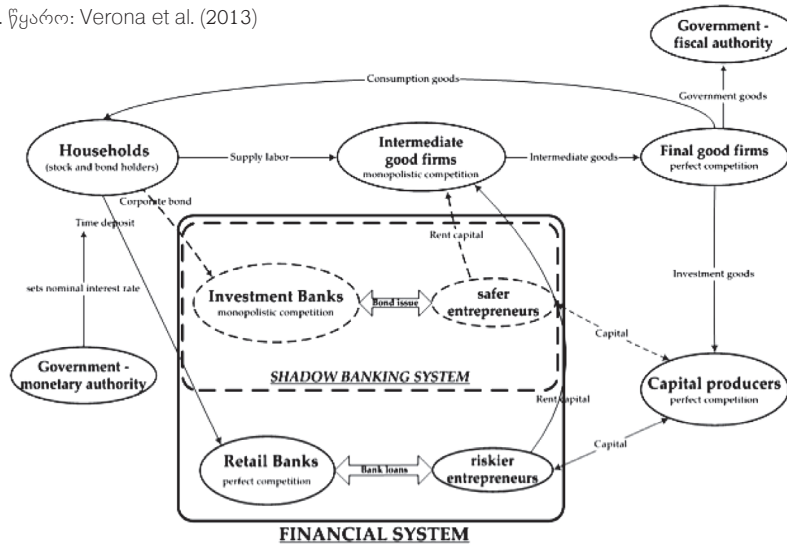 . წყარო: Verona et al. (2013)
Government -
fiscal authority
Consumption goods
Government goods
Households
(stock and bond holders)
Supply labor
Intermediate
good firms
monopolistic competition
Intermediate goods
Final good firms
perfect competition
Corporate bond
Time deposit
Rent capital
sets nominal interest rate
Investment goods
Investment Banks
monopolistic competition
Bond issue
safer
entrepreneurs
Capital
Government -
monetary authority
SHADOW BANKING SYSTEM
Capital producers
perfect competition
Rent capital
Capital
Retail Banks
perfect competition
Bank loans
riskier
entrepreneurs
FINANCIAL SYSTEM